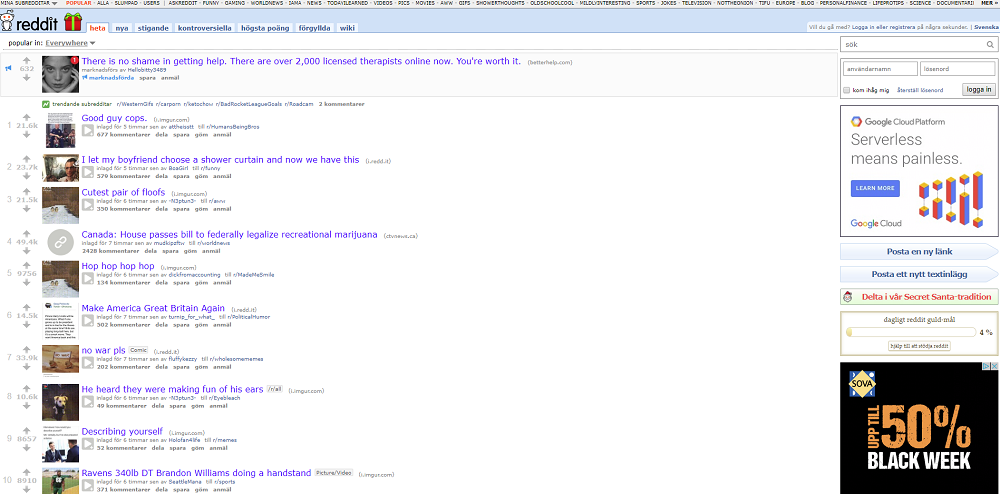 MINA SUBREDDITAR POPULAR - ALLA - SLUMPAD - USERS | ASKREDDIT - FUNNY - GAMING - WORLDNEWS - IAMA - NEWS - TODAYILEARNED - VIDEOS - PICS - MOVIES - AWW - GIFS - SHOWERTHOUGHTS - OLDSCHOOLCOOL - MILDLYINTERESTING - SPORTS - JOKES - TELEVISION - NOTTHEONION - TIFU - EUROPE - BLOG - PERSONALFINANCE - LIFEPROTIPS - SCIENCE - DOCUMENTARI MER »
reddit heta nya stigande kontroversiella högsta poäng förgyllda wiki
Vill du gå med? Logga in eller registrera på några sekunder. | Svenska
popular in: Everywhere
632
There is no shame in getting help. There are over 2,000 licensed therapists online now. You're worth it. (betterhelp.com)
marknadsförs av Hellobitty3489
marknadsförda spara anmäl
trendande subredditar r/WesternGifs r/carporn r/ketochow r/BadRocketLeagueGoals r/Roadcam 2 kommentarer
1 21.6k
Good guy cops. (i.imgur.com)
inlagd för 5 timmar sen av attheisstt till r/HumansBeingBros
677 kommentarer dela spara göm anmäl
2 23.7k
I let my boyfriend choose a shower curtain and now we have this (i.redd.it)
inlagd för 5 timmar sen av BoaGirl till r/funny
579 kommentarer dela spara göm anmäl
3 21.5k
Cutest pair of floofs (i.imgur.com)
inlagd för 6 timmar sen av -N3ptun3- till r/aww
350 kommentarer dela spara göm anmäl
4 49.4k
Canada: House passes bill to federally legalize recreational marijuana (ctvnews.ca)
inlagd för 7 timmar sen av mudkipzftw till r/worldnews
2428 kommentarer dela spara göm anmäl
5 9756
Hop hop hop hop (i.imgur.com)
inlagd för 6 timmar sen av dickfromaccounting till r/MadeMeSmile
134 kommentarer dela spara göm anmäl
6 14.5k
Make America Great Britain Again (i.redd.it)
inlagd för 7 timmar sen av turnip_for_what_ till r/PoliticalHumor
502 kommentarer dela spara göm anmäl
7 33.9k
no war pls Comic (i.redd.it)
inlagd för 7 timmar sen av fluffykezzy till r/wholesomememes
202 kommentarer dela spara göm anmäl
8 10.6k
He heard they were making fun of his ears /r/all (i.imgur.com)
inlagd för 6 timmar sen av -N3ptun3- till r/Eyebleach
49 kommentarer dela spara göm anmäl
9 8657
Describing yourself (i.imgur.com)
inlagd för 6 timmar sen av Holofan4life till r/memes
52 kommentarer dela spara göm anmäl
10 8910
Ravens 340lb DT Brandon Williams doing a handstand Picture/Video (i.imgur.com)
inlagd för 6 timmar sen av SeattleMana till r/sports
371 kommentarer dela spara göm anmäl
sök
användarnamn lösenord
kom ihåg mig Återställ lösenord logga in
Google Cloud Platform
Serverless
means painless.
LEARN MORE
Google Cloud
Posta en ny länk
Posta ett nytt textinlägg
Delta i vår Secret Santa-tradition
dagligt reddit guld-mål
4 %
hjälp till att stödja reddit
SOVA
UPP TILL
50%
BLACK WEEK